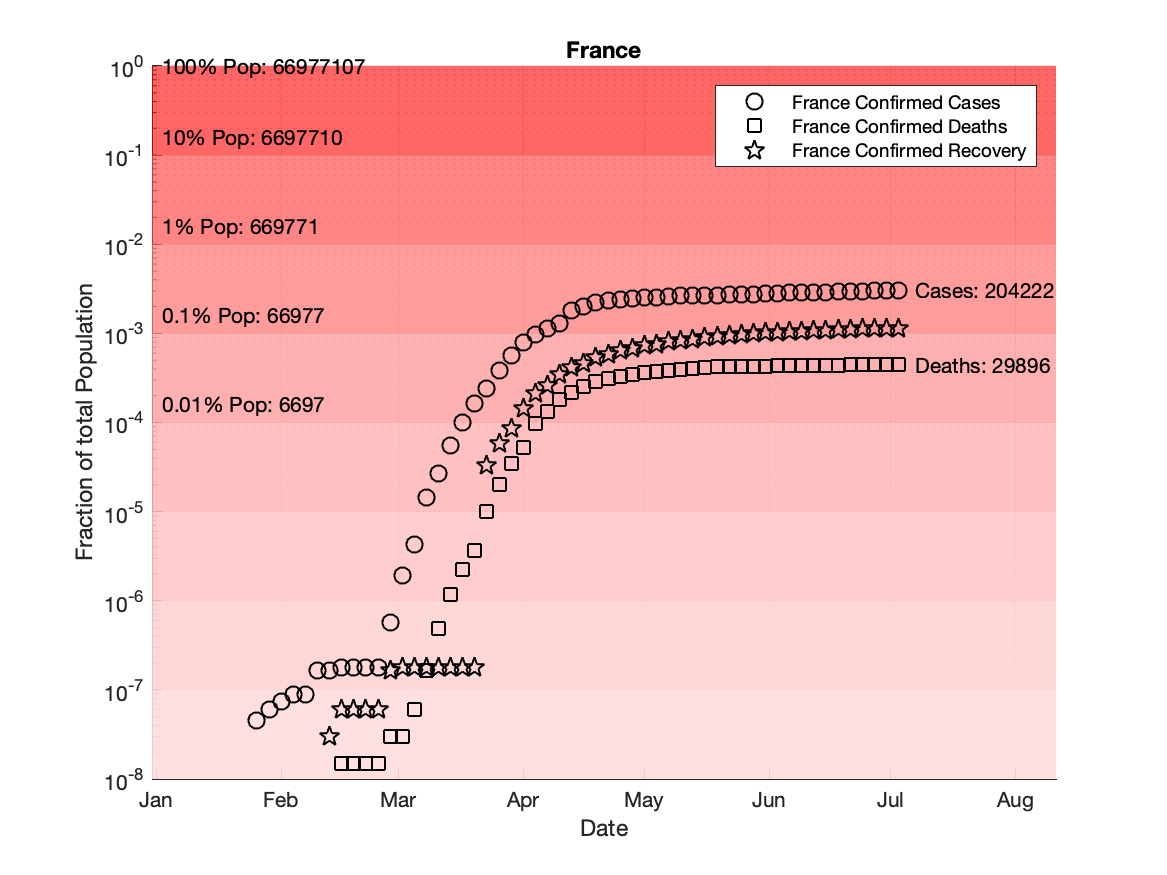 France
10^0
100% Pop: 66977107
France Confirmed Cases
France Confirmed Deaths
France Confirmed Recovery
10% Pop: 6697710
10^-1
1% Pop: 669771
10^-2
Cases: 204222
0.1% Pop: 66977
10^-3
Deaths: 29896
0.01% Pop: 6697
10^-4
10^-5
10^-6
10^-7
10^-8
Fraction of total Population
Jan Feb Mar Apr May Jun Jul Aug
Date